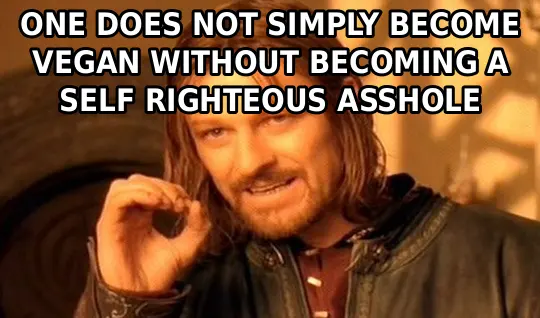 ONE DOES NOT SIMPLY BECOME
VEGAN WITHOUT BECOMING A
SELF RIGHTEOUS ASSHOLE